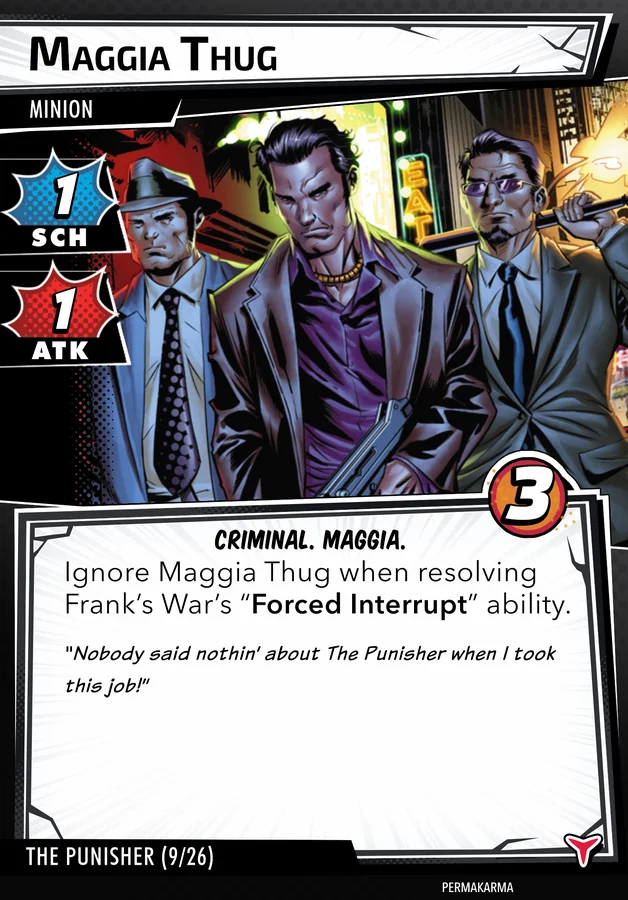 MAGGIA THUG
MINION
1
SCH
1
ATK
EAT
3
CRIMINAL. MAGGIA.
Ignore Maggia Thug when resolving
Frank's War's “Forced Interrupt” ability.
"Nobody said nothin' about The Punisher when I took
this job!"
THE PUNISHER (9/26)
PERMAKARMA